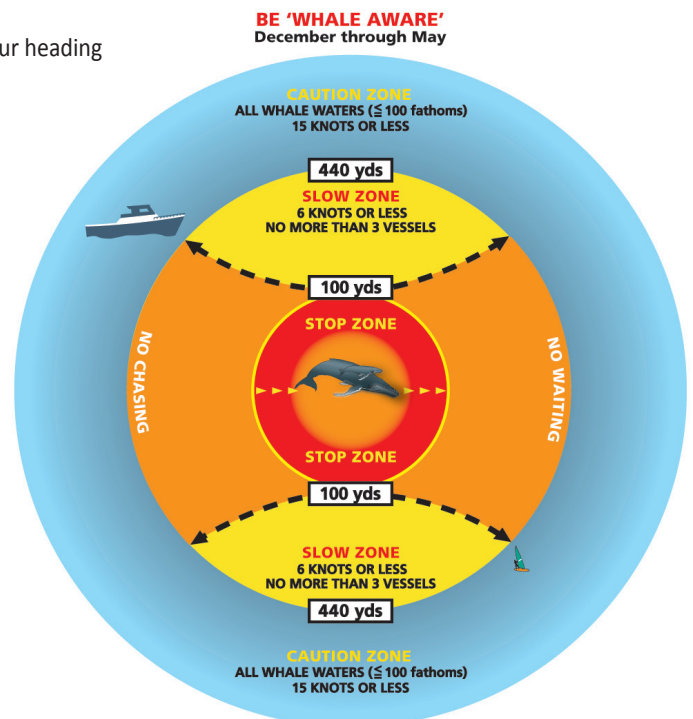 BE 'WHALE AWARE'
December through May
ur heading
CAUTION ZONE
ALL WHALE WATERS (≦ 100 fathoms)
15 KNOTS OR LESS
440 yds
SLOW ZONE
6 KNOTS OR LESS
NO MORE THAN 3 VESSELS
100 yds
STOP ZONE
NO CHASING
NO WAITING
STOP ZONE
100 yds
SLOW ZONE
6 KNOTS OR LESS
NO MORE THAN 3 VESSELS
440 yds
CAUTION ZONE
ALL WHALE WATERS (≦ 100 fathoms)
15 KNOTS OR LESS